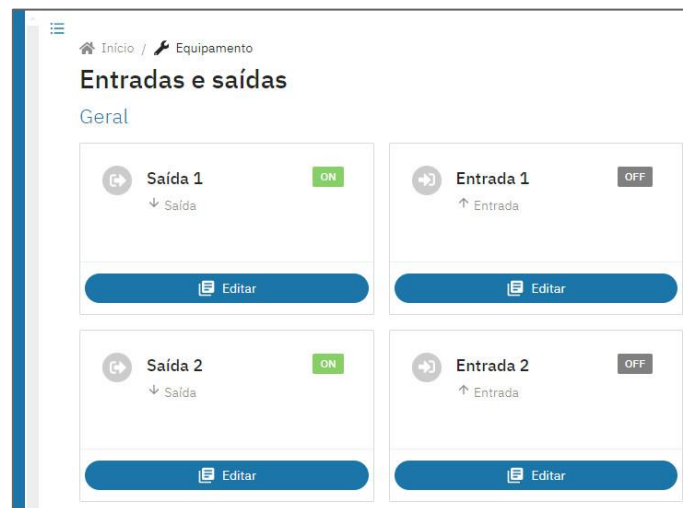 Início / Equipamento
Entradas e saídas
Geral
Saída 1 ON
Saída
Editar
Entrada 1 OFF
Entrada
Editar
Saída 2 ON
Saída
Editar
Entrada 2 OFF
Entrada
Editar